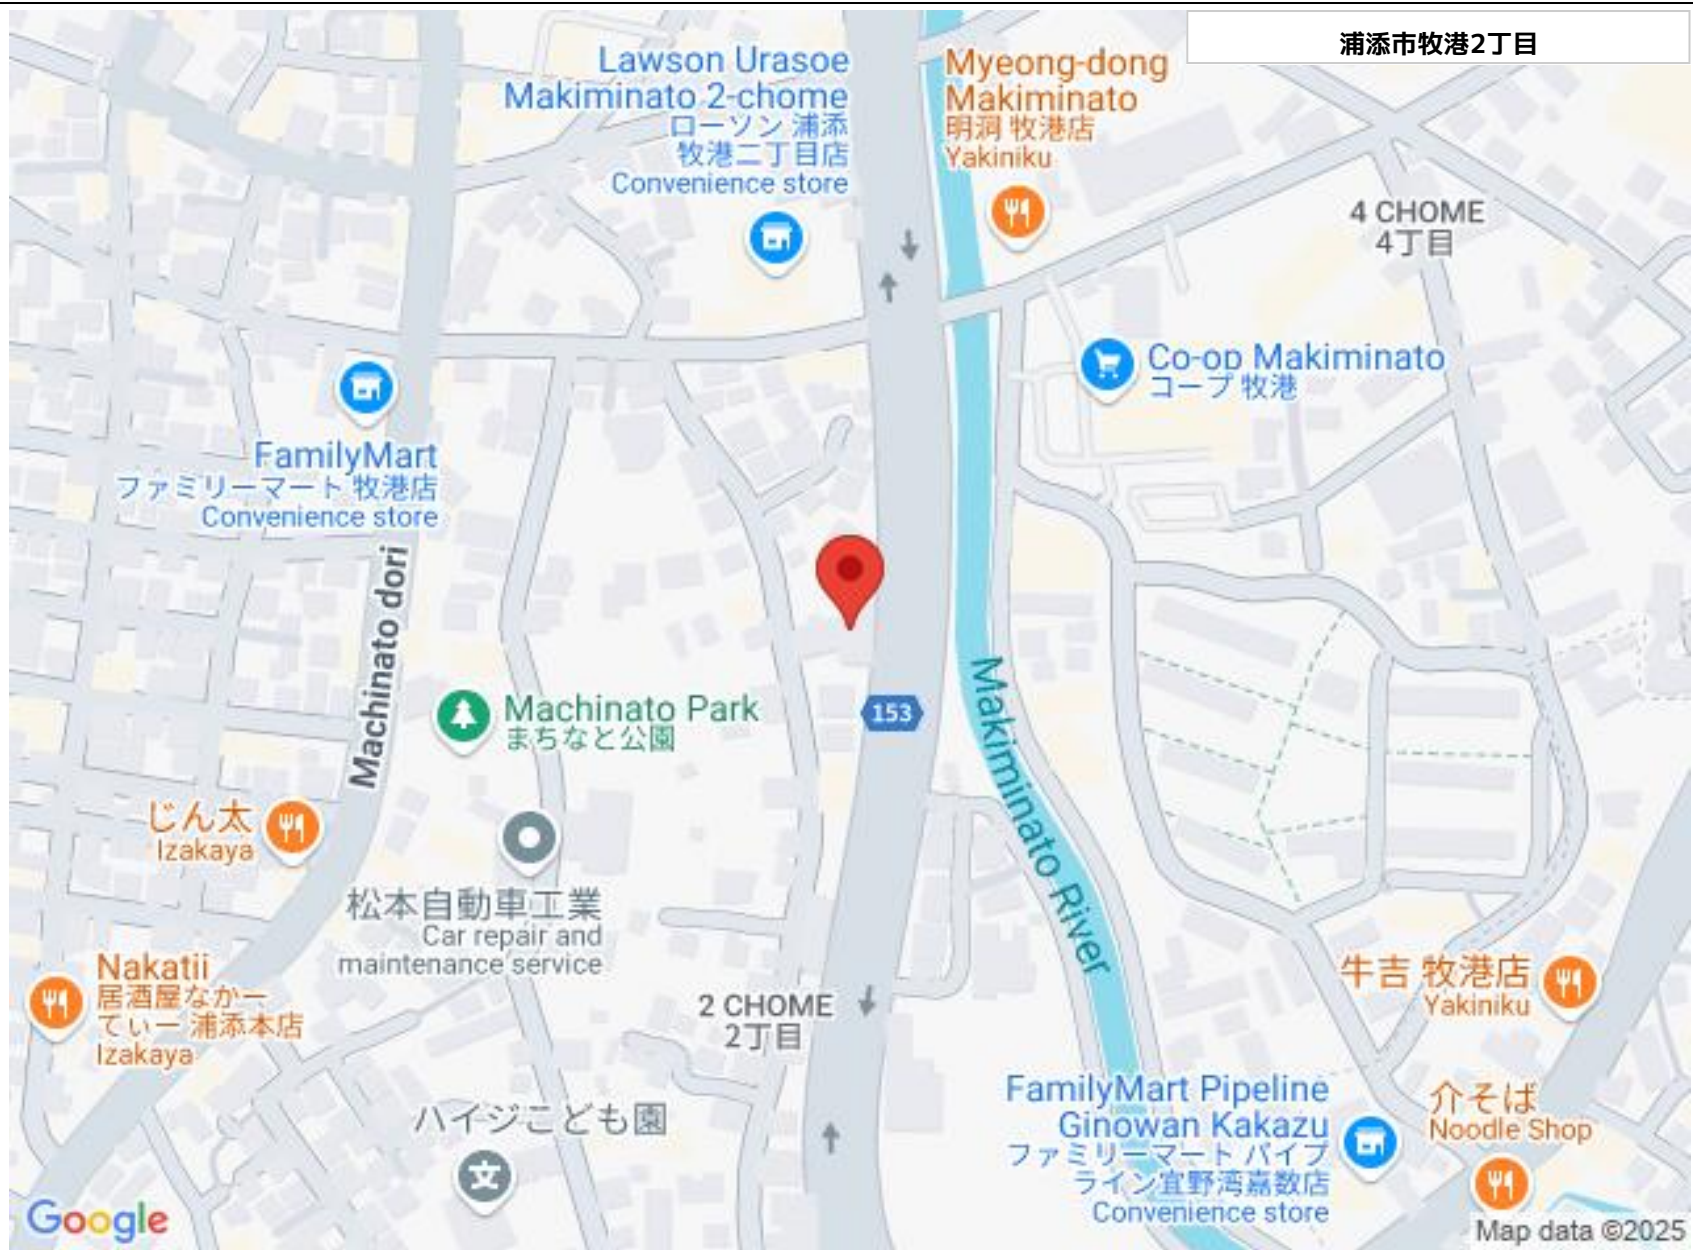 浦添市牧港2丁目
Lawson Urasoe
Makiminato 2-chome
ローソン 浦添
牧港二丁目店
Convenience store
Myeong-dong
Makiminato
明洞 牧港店
Yakiniku
4 CHOME
4丁目
Co-op Makiminato
コープ 牧港
FamilyMart
ファミリーマート 牧港店
Convenience store
Machinato dori
Machinato Park
まちなと公園
153
Makiminato River
じん太
Izakaya
松本自動車工業
Car repair and
maintenance service
Nakatii
居酒屋なかー
てぃー 浦添本店
Izakaya
2 CHOME
2丁目
牛吉 牧港店
Yakiniku
FamilyMart Pipeline
Ginowan Kakazu
ファミリーマート パイプ
ライン宜野湾嘉数店
Convenience store
介そば
Noodle Shop
ハイジこども園
文
Google
Map data ©2025